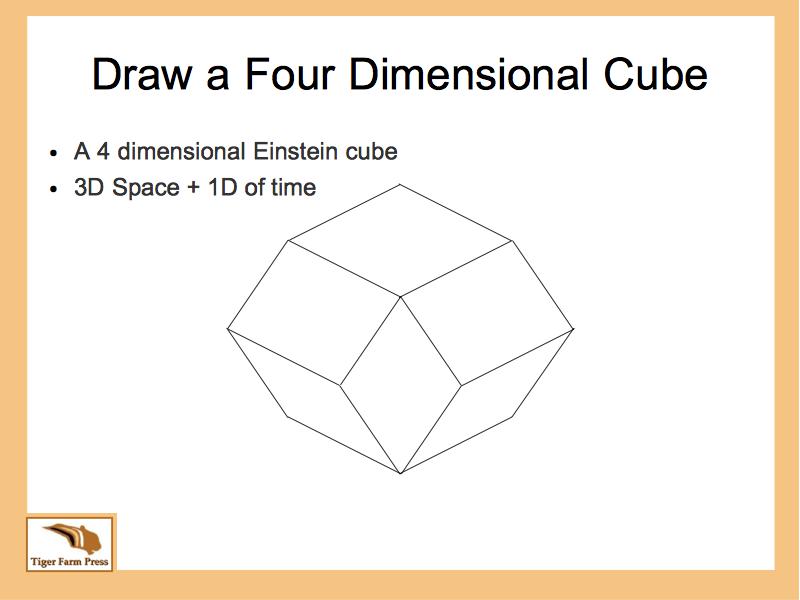 Draw a Four Dimensional Cube
• A 4 dimensional Einstein cube
• 3D Space + 1D of time
Tiger Farm Press